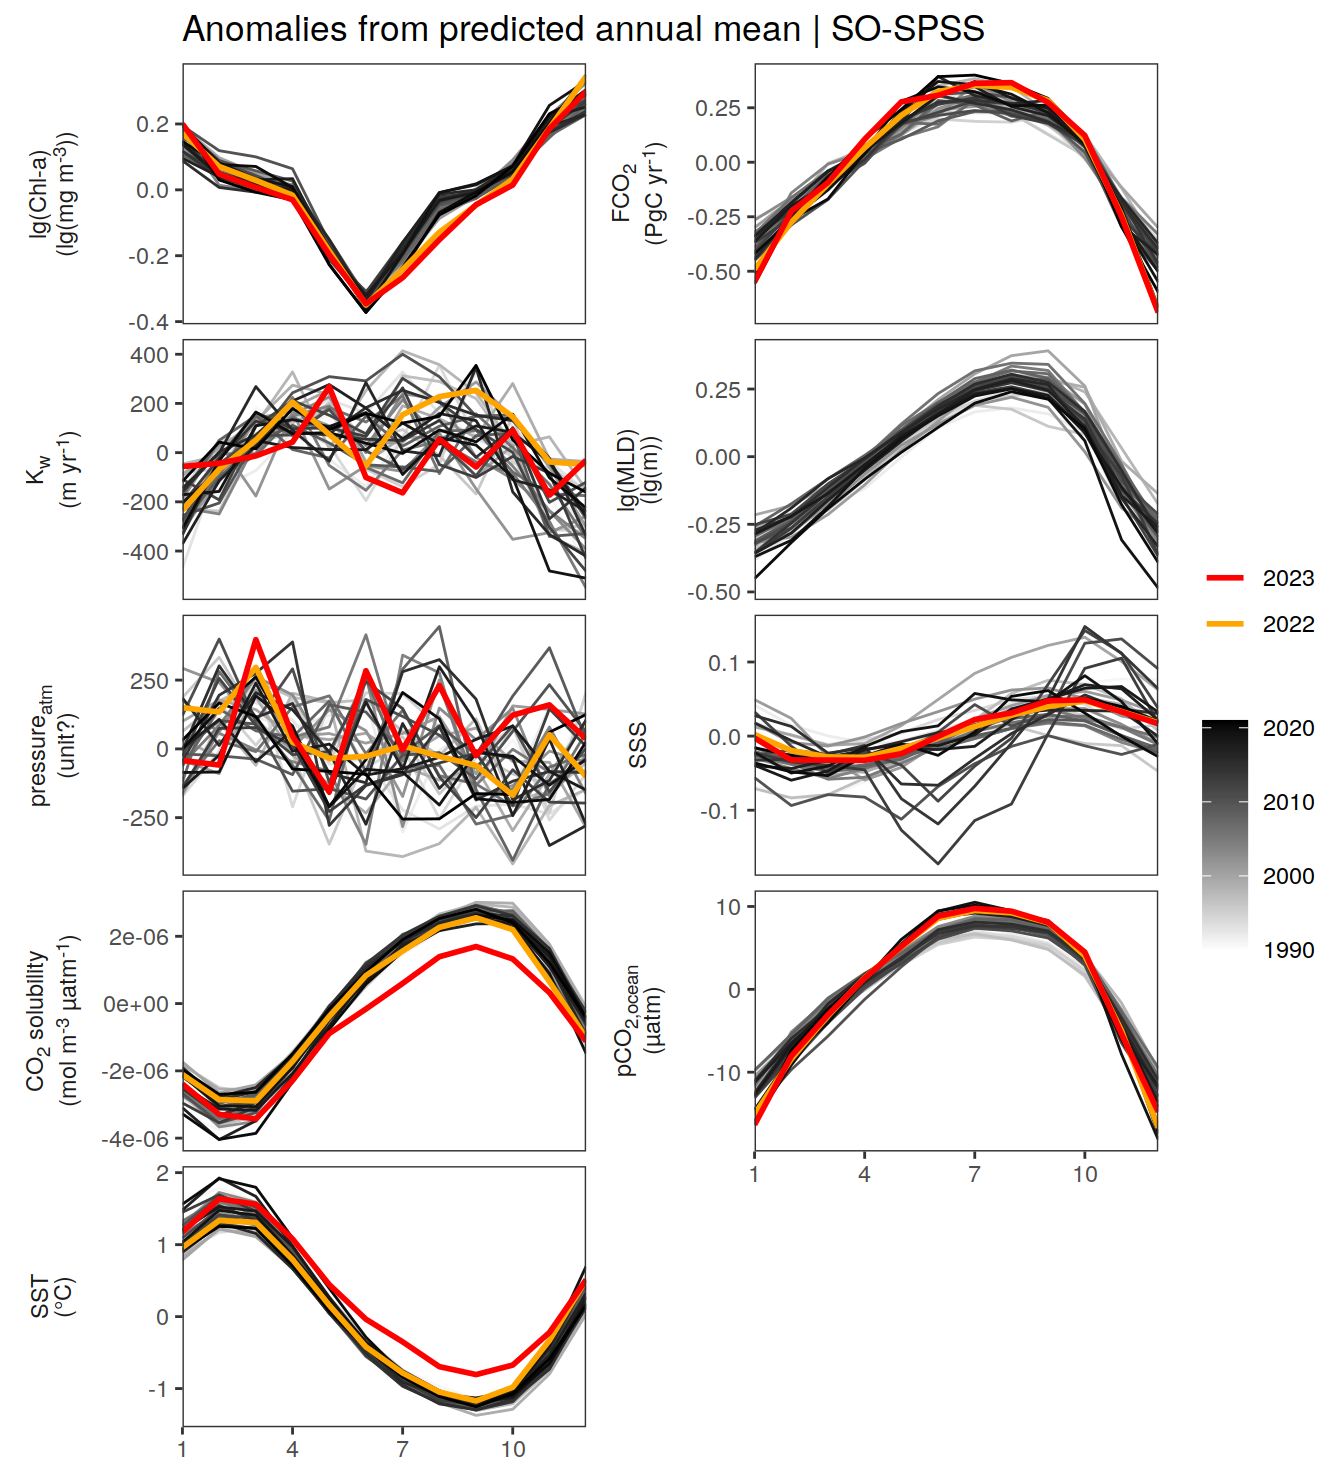 Anomalies from predicted annual mean | SO-SPSS
lg(Chl-a)
(lg(mg m-3))
0.2
0.0
-0.2
-0.4
FCO2
(PgC yr-1)
0.25
0.00
-0.25
-0.50
Kw
(m yr-1)
400
200
0
-200
-400
lg(MLD)
(lg(m))
0.25
0.00
-0.25
-0.50
pressureatm
(unit?)
250
0
-250
SSS
0.1
0.0
-0.1
CO2 solubility
(mol m-3 µatm-1)
2e-06
0e+00
-2e-06
-4e-06
pCO2,ocean
(µatm)
10
0
-10
1 4 7 10
SST
(°C)
2
1
0
-1
1 4 7 10
2023
2022
2020
2010
2000
1990